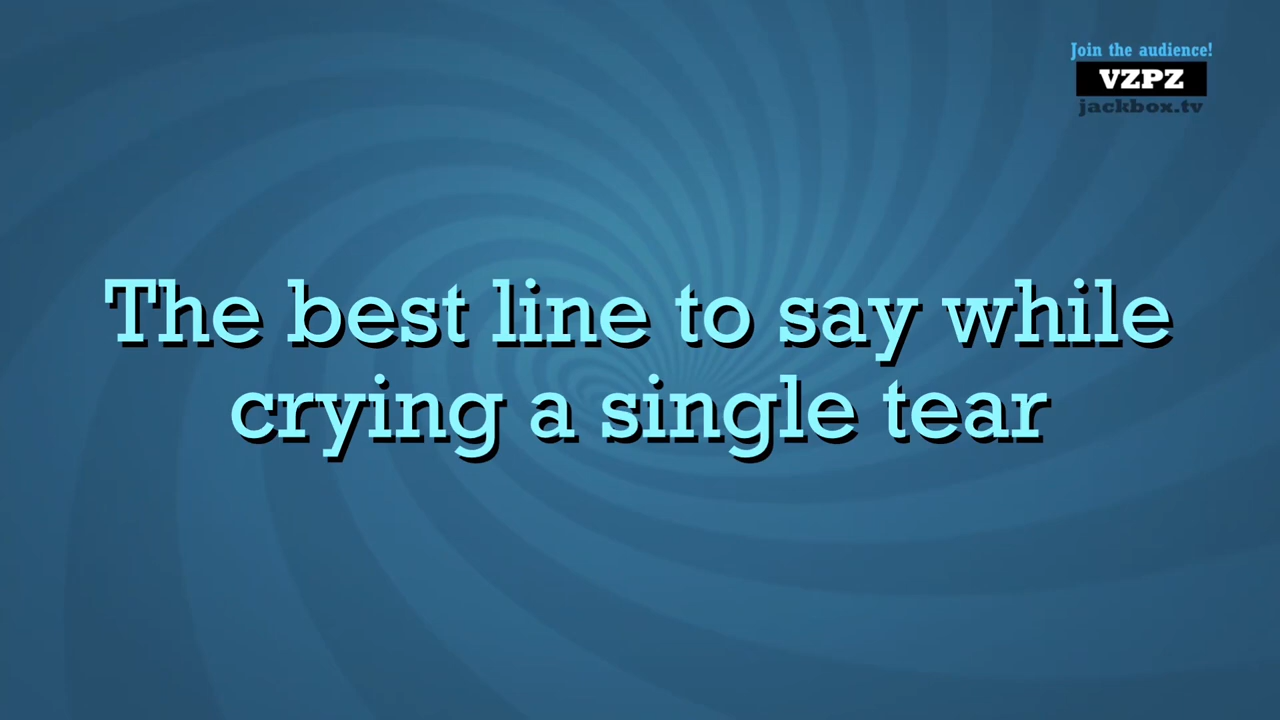 Join the audience!
VZPZ
jackbox.tv
The best line to say while
crying a single tear